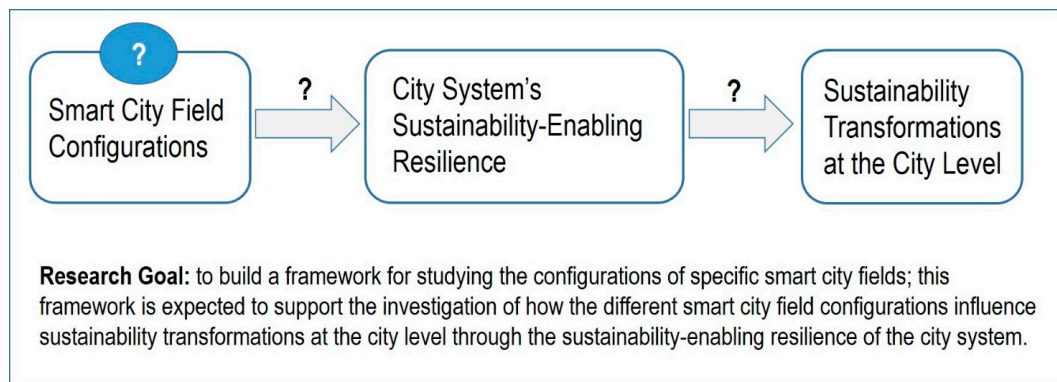 ?
Smart City Field
Configurations
?
City System's
Sustainability-Enabling
Resilience
?
Sustainability
Transformations
at the City Level
Research Goal: to build a framework for studying the configurations of specific smart city fields; this
framework is expected to support the investigation of how the different smart city field configurations influence
sustainability transformations at the city level through the sustainability-enabling resilience of the city system.